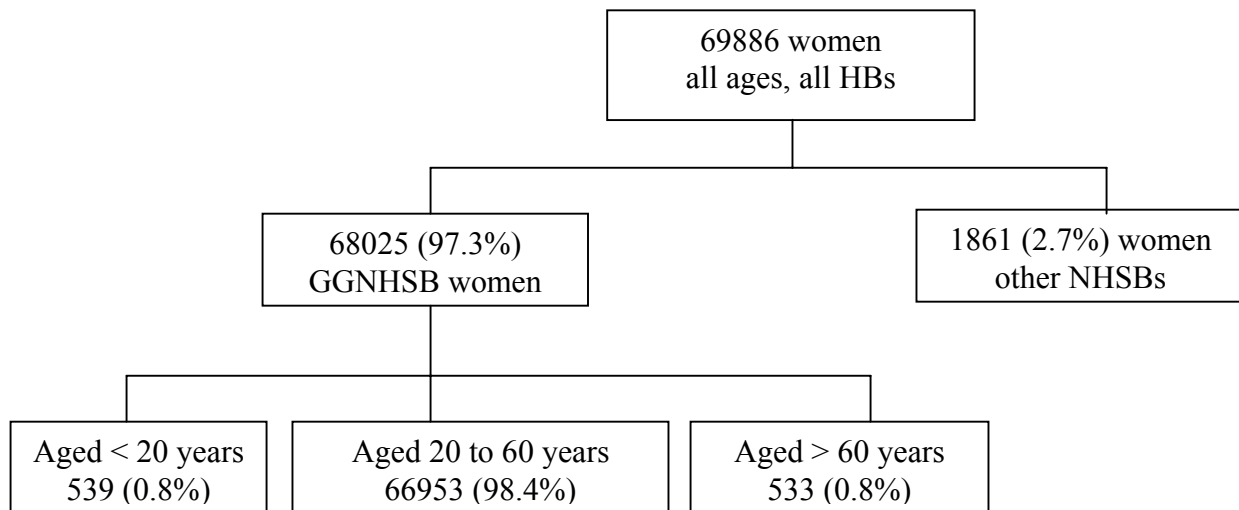 69886 women
all ages, all HBs
68025 (97.3%)
GGNHSB women
1861 (2.7%) women
other NHSBs
Aged < 20 years
539 (0.8%)
Aged 20 to 60 years
66953 (98.4%)
Aged > 60 years
533 (0.8%)